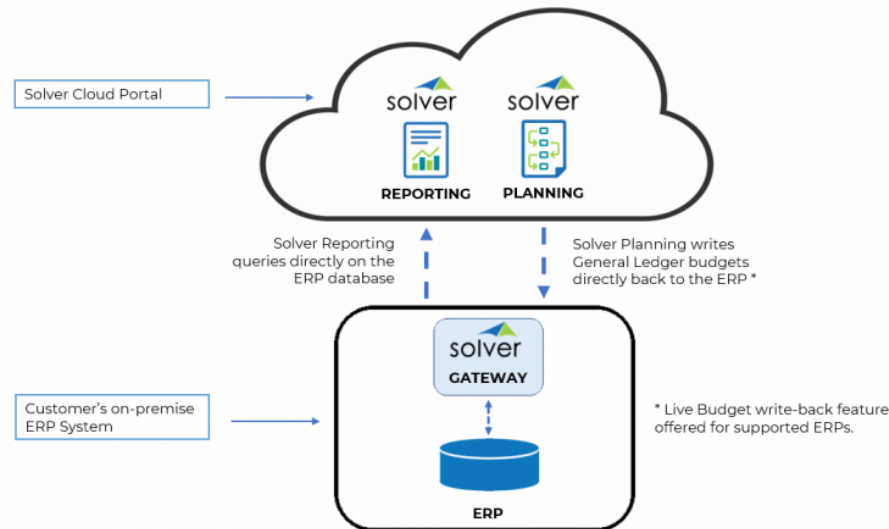 Solver Cloud Portal
solver
solver
REPORTING
PLANNING
Solver Reporting
queries directly on the
ERP database
Solver Planning writes
General Ledger budgets
directly back to the ERP *
solver
GATEWAY
Customer's on-premise
ERP System
* Live Budget write-back feature
offered for supported ERPs.
ERP